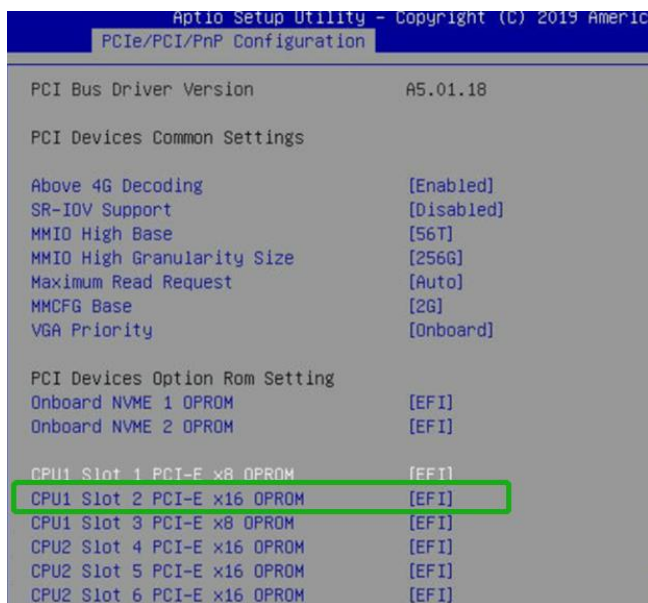 Aptio Setup Utility - Copyright (C) 2019 Americ
PCIe/PCI/PnP Configuration
PCI Bus Driver Version A5.01.18
PCI Devices Common Settings
Above 4G Decoding [Enabled]
SR-IOV Support [Disabled]
MMIO High Base [56T]
MMIO High Granularity Size [256G]
Maximum Read Request [Auto]
MMCFG Base [2G]
VGA Priority [Onboard]
PCI Devices Option Rom Setting
Onboard NVME 1 OPROM [EFI]
Onboard NVME 2 OPROM [EFI]
CPU1 Slot 1 PCI-E x8 OPROM [EFI]
CPU1 Slot 2 PCI-E x16 OPROM [EFI]
CPU1 Slot 3 PCI-E x8 OPROM [EFI]
CPU2 Slot 4 PCI-E x16 OPROM [EFI]
CPU2 Slot 5 PCI-E x16 OPROM [EFI]
CPU2 Slot 6 PCI-E x16 OPROM [EFI]